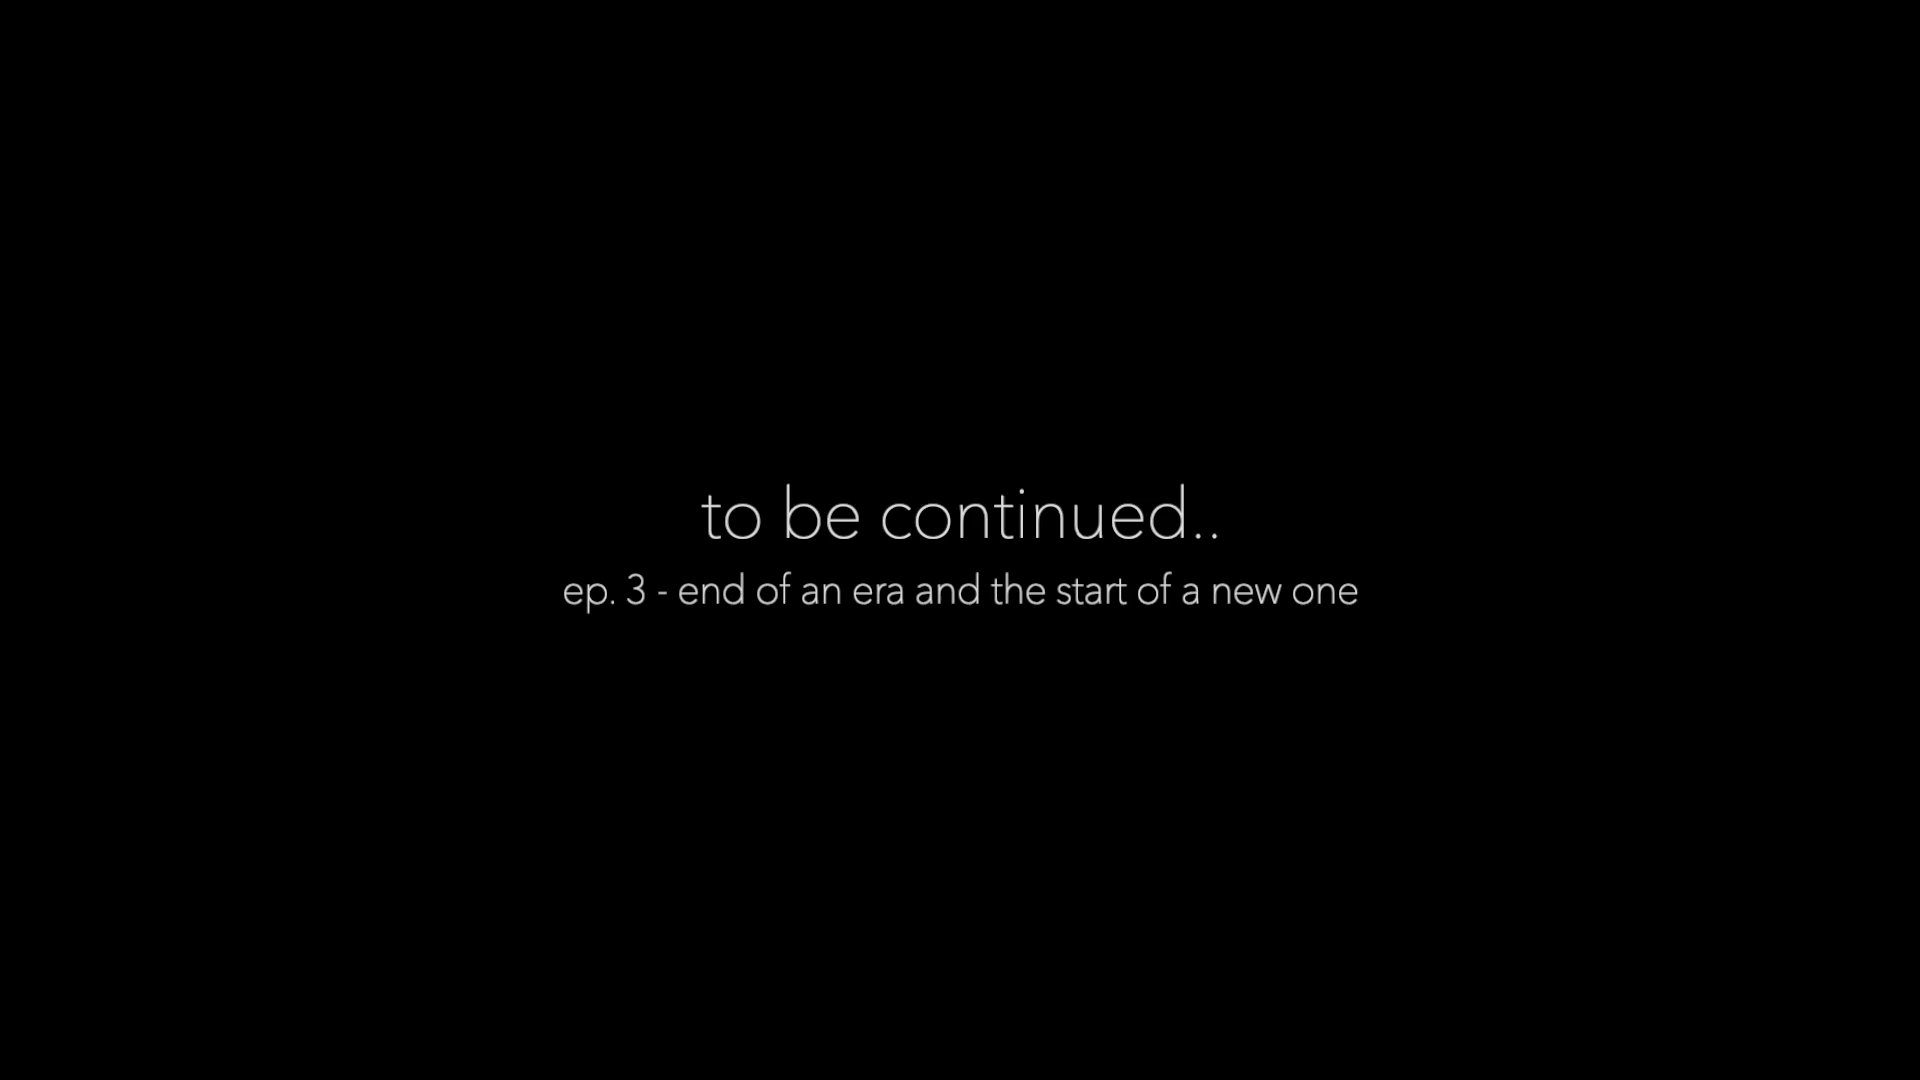 to be continued..
ep. 3 - end of an era and the start of a new one